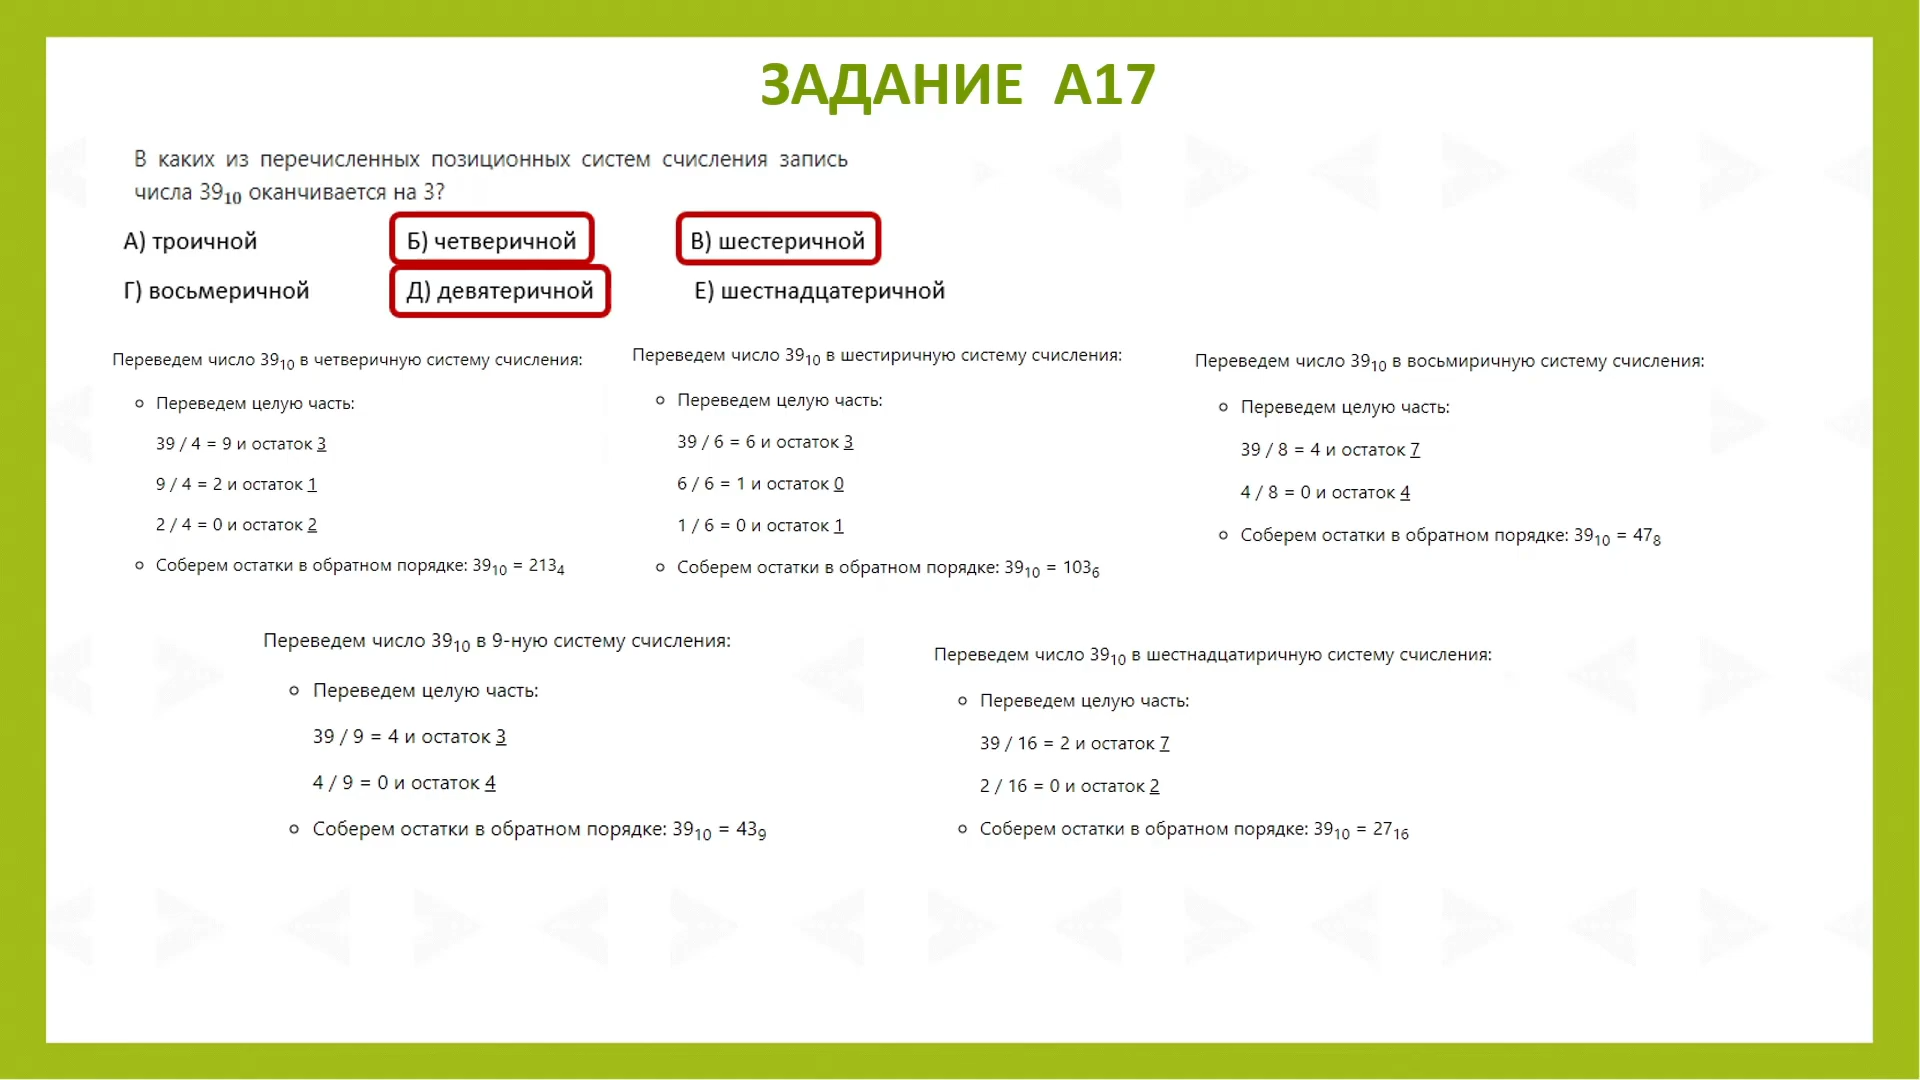 ЗАДАНИЕ А17
В каких из перечисленных позиционных систем счисления запись
числа 39₁₀ оканчивается на 3?
А) троичной Б) четверичной В) шестеричной
Г) восьмеричной Д) девятеричной Е) шестнадцатеричной
Переведем число 39₁₀ в четверичную систему счисления:
Переведем целую часть:
39 / 4 = 9 и остаток 3
9 / 4 = 2 и остаток 1
2 / 4 = 0 и остаток 2
Соберем остатки в обратном порядке: 39₁₀ = 213₄
Переведем число 39₁₀ в шестиричную систему счисления:
Переведем целую часть:
39 / 6 = 6 и остаток 3
6 / 6 = 1 и остаток 0
1 / 6 = 0 и остаток 1
Соберем остатки в обратном порядке: 39₁₀ = 103₆
Переведем число 39₁₀ в восьмиричную систему счисления:
Переведем целую часть:
39 / 8 = 4 и остаток 7
4 / 8 = 0 и остаток 4
Соберем остатки в обратном порядке: 39₁₀ = 47₈
Переведем число 39₁₀ в 9-ную систему счисления:
Переведем целую часть:
39 / 9 = 4 и остаток 3
4 / 9 = 0 и остаток 4
Соберем остатки в обратном порядке: 39₁₀ = 43₉
Переведем число 39₁₀ в шестнадцатиричную систему счисления:
Переведем целую часть:
39 / 16 = 2 и остаток 7
2 / 16 = 0 и остаток 2
Соберем остатки в обратном порядке: 39₁₀ = 27₁₆